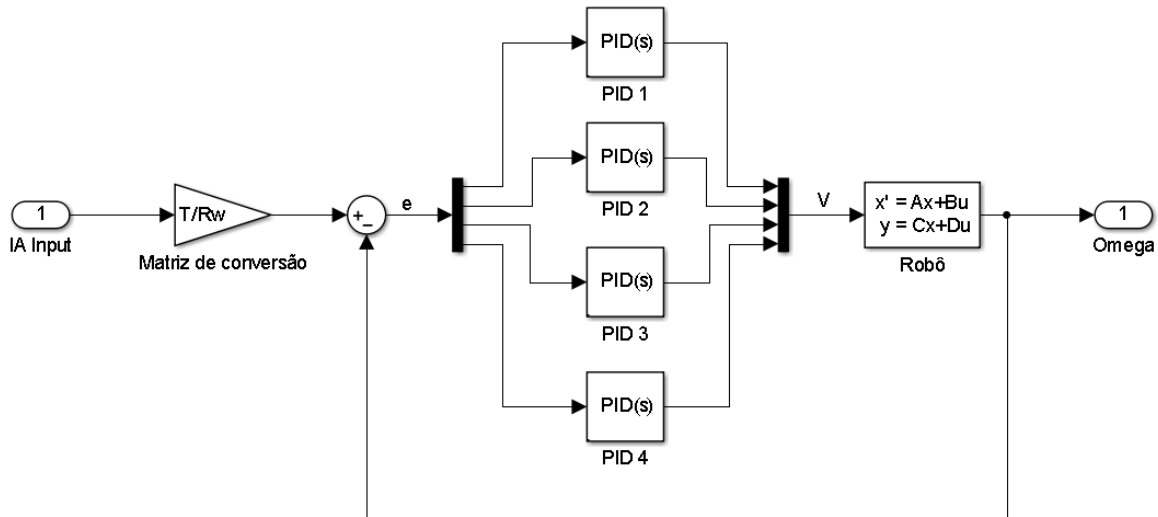 1
IA Input
T/Rw
Matriz de conversão
+
−
e
PID(s)
PID 1
PID(s)
PID 2
PID(s)
PID 3
PID(s)
PID 4
V
x' = Ax+Bu
y = Cx+Du
Robô
1
Omega